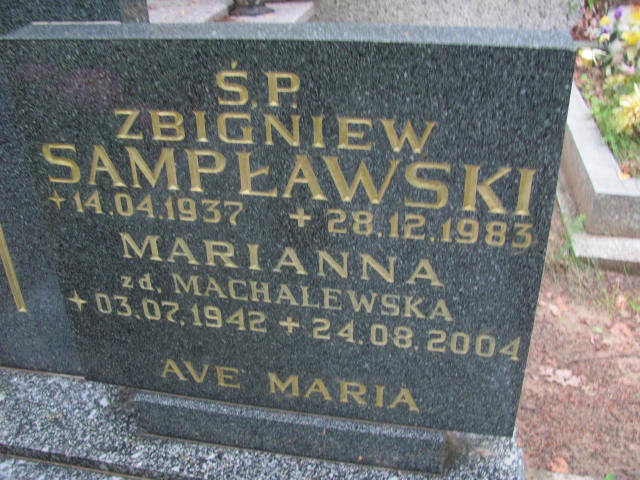 Ś.P.
ZBIGNIEW
SAMPŁAWSKI
+ 14.04.1937 + 28.12.1983
MARIANNA
zd. MACHALEWSKA
+ 03.07.1942 + 24.08.2004
AVE MARIA